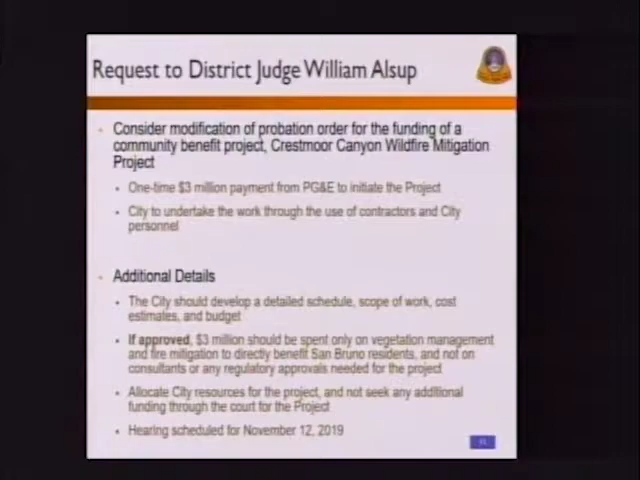 Request to District Judge William Alsup
Consider modification of probation order for the funding of a
community benefit project, Crestmoor Canyon Wildfire Mitigation
Project
One-time $3 million payment from PG&E to initiate the Project
City to undertake the work through the use of contractors and City
personnel
Additional Details
The City should develop a detailed schedule, scope of work, cost
estimates, and budget
If approved, $3 million should be spent only on vegetation management
and fire mitigation to directly benefit San Bruno residents, and not on
consultants or any regulatory approvals needed for the project
Allocate City resources for the project, and not seek any additional
funding through the court for the Project
Hearing scheduled for November 12, 2019